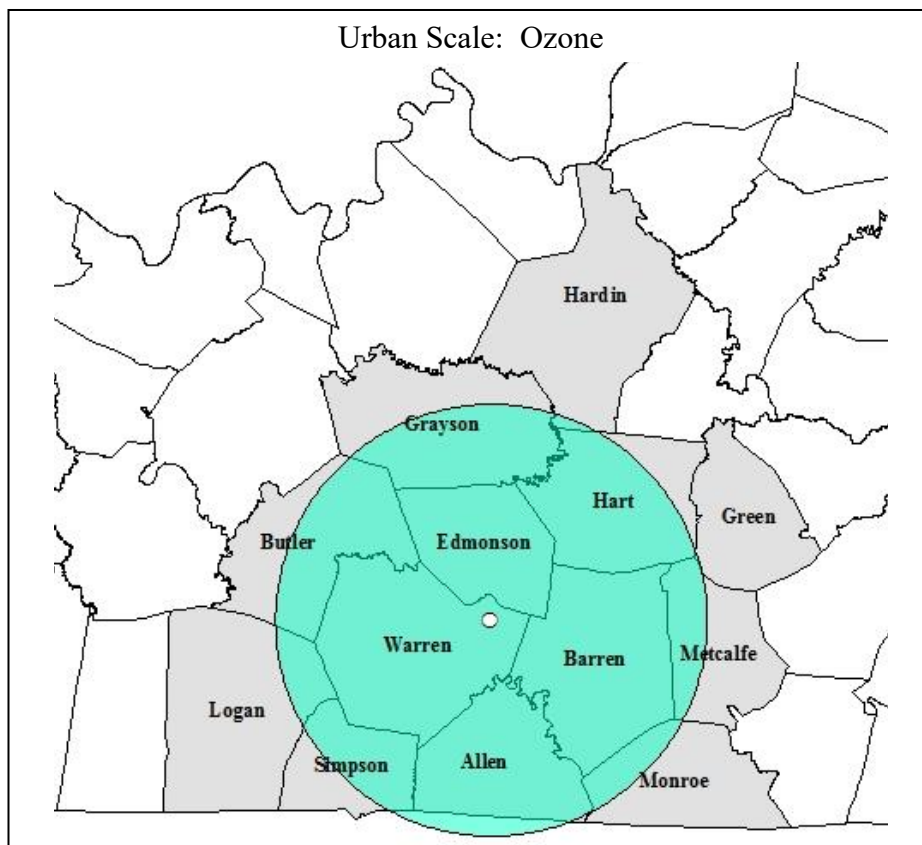 Urban Scale: Ozone
Hardin
Grayson
Hart
Green
Butler
Edmonson
Warren
Barren
Metcalfe
Logan
Simpson
Allen
Monroe